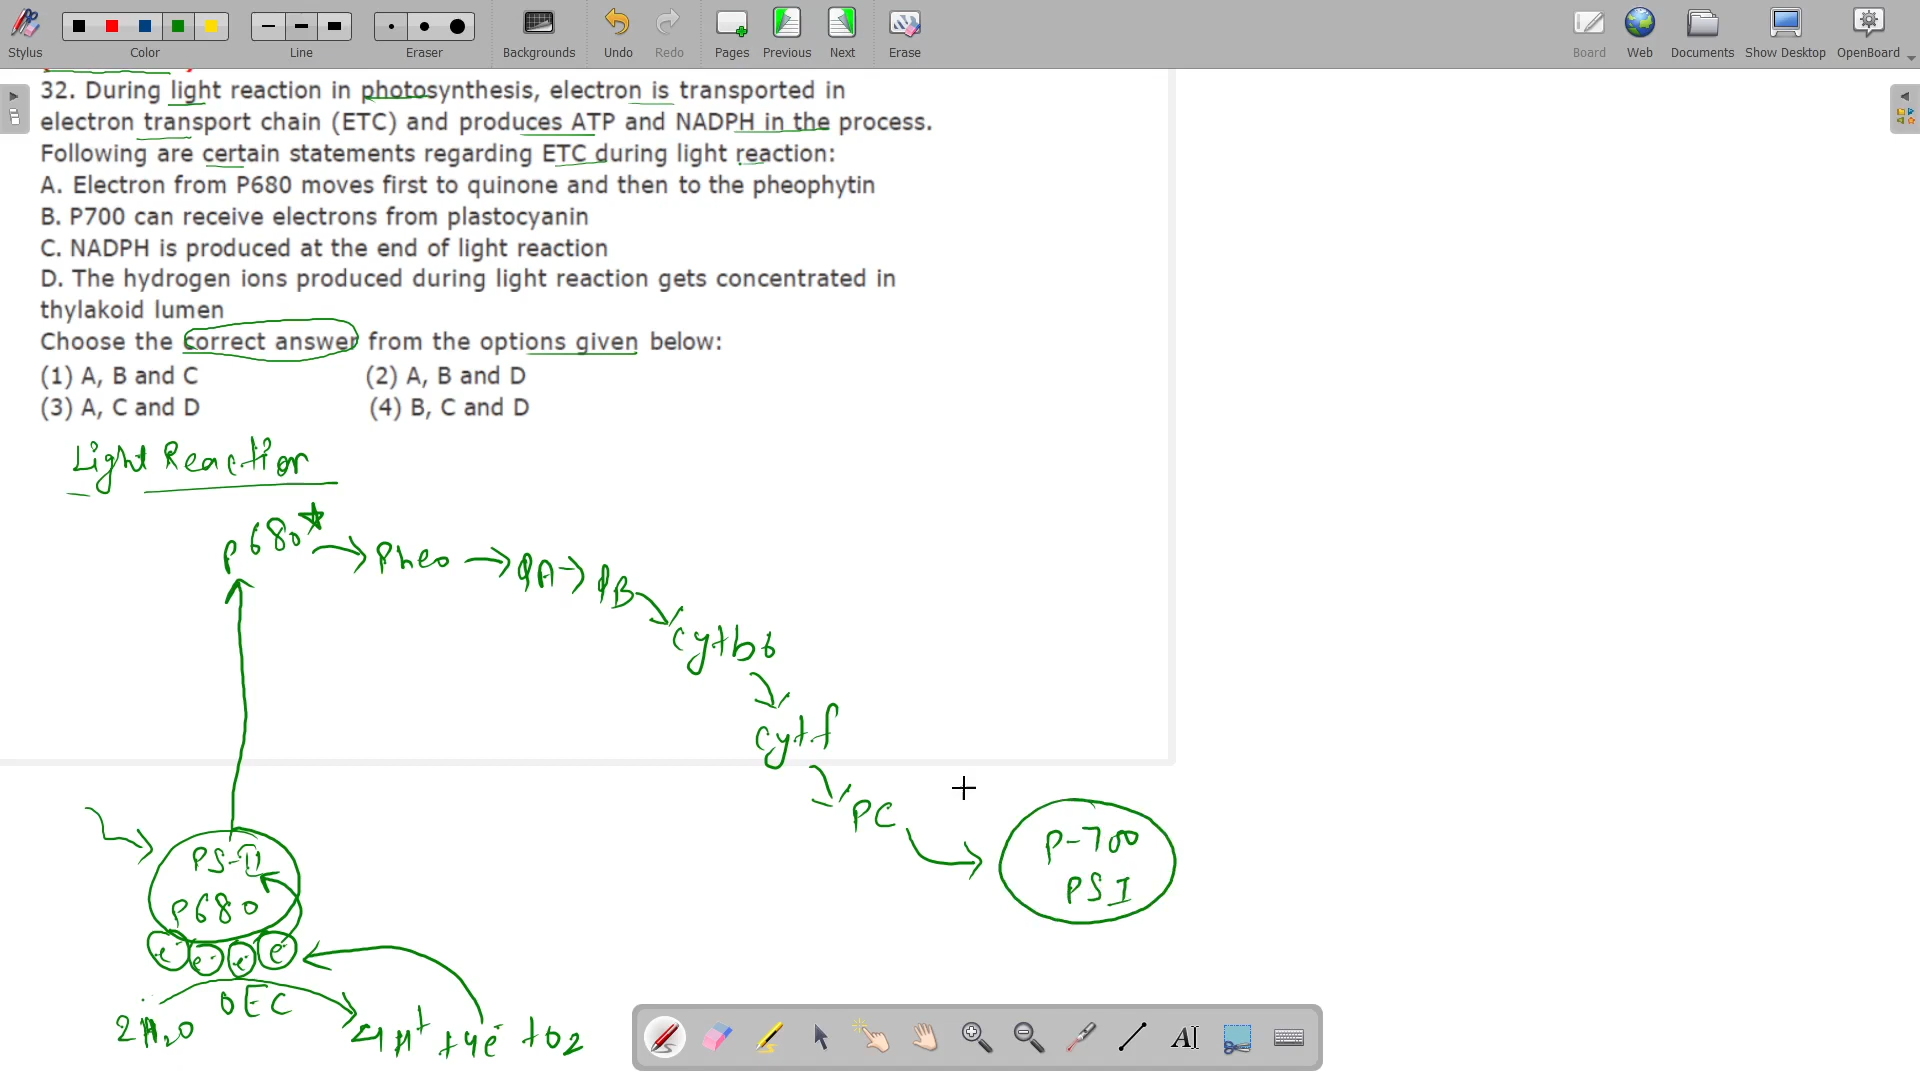 Stylus Color Line Eraser Backgrounds Undo Redo Pages Previous Next Erase Board Web Documents Show Desktop OpenBoard
32. During light reaction in photosynthesis, electron is transported in
electron transport chain (ETC) and produces ATP and NADPH in the process.
Following are certain statements regarding ETC during light reaction:
A. Electron from P680 moves first to quinone and then to the pheophytin
B. P700 can receive electrons from plastocyanin
C. NADPH is produced at the end of light reaction
D. The hydrogen ions produced during light reaction gets concentrated in
thylakoid lumen
Choose the correct answer from the options given below:
(1) A, B and C (2) A, B and D
(3) A, C and D (4) B, C and D
Light Reaction
P680* → Pheo → QA → QB
cytb6
cytf
PC
P-700
PSI
PS-II
P680
e- e- e- e-
OEC
2H2O 4H+ + 4e- + O2